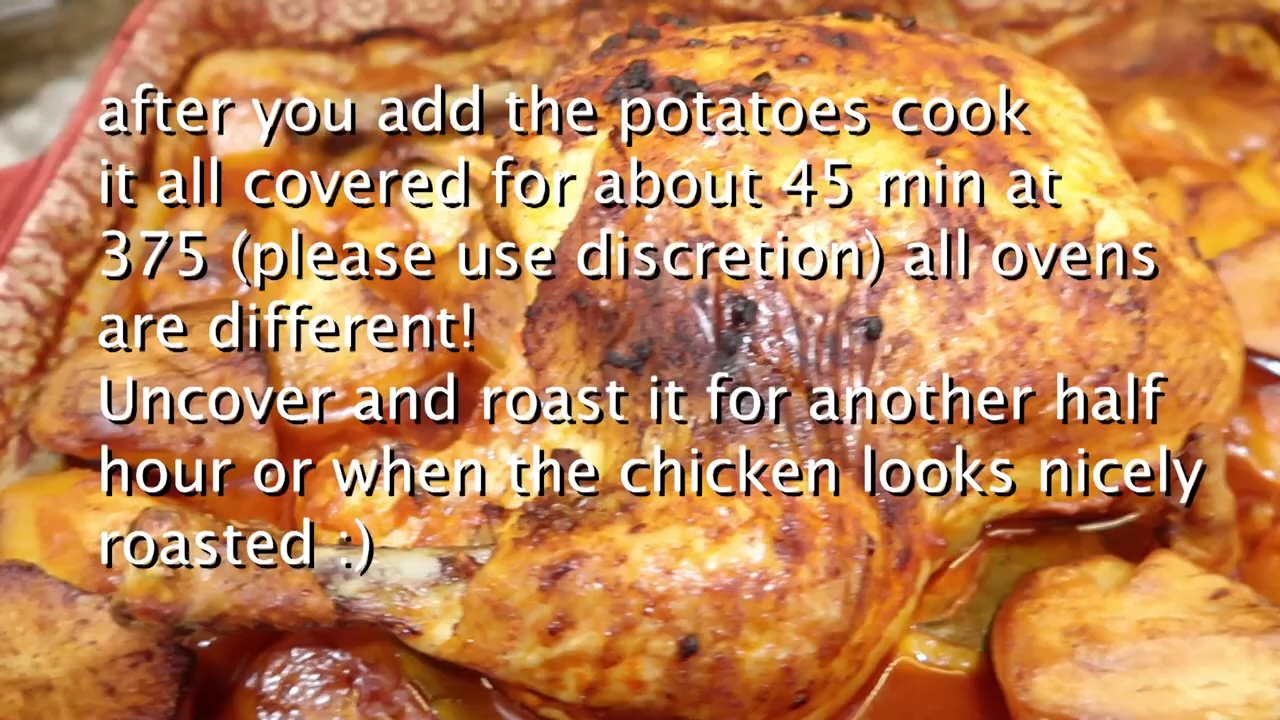 after you add the potatoes cook
it all covered for about 45 min at
375 (please use discretion) all ovens
are different!
Uncover and roast it for another half
hour or when the chicken looks nicely
roasted :)